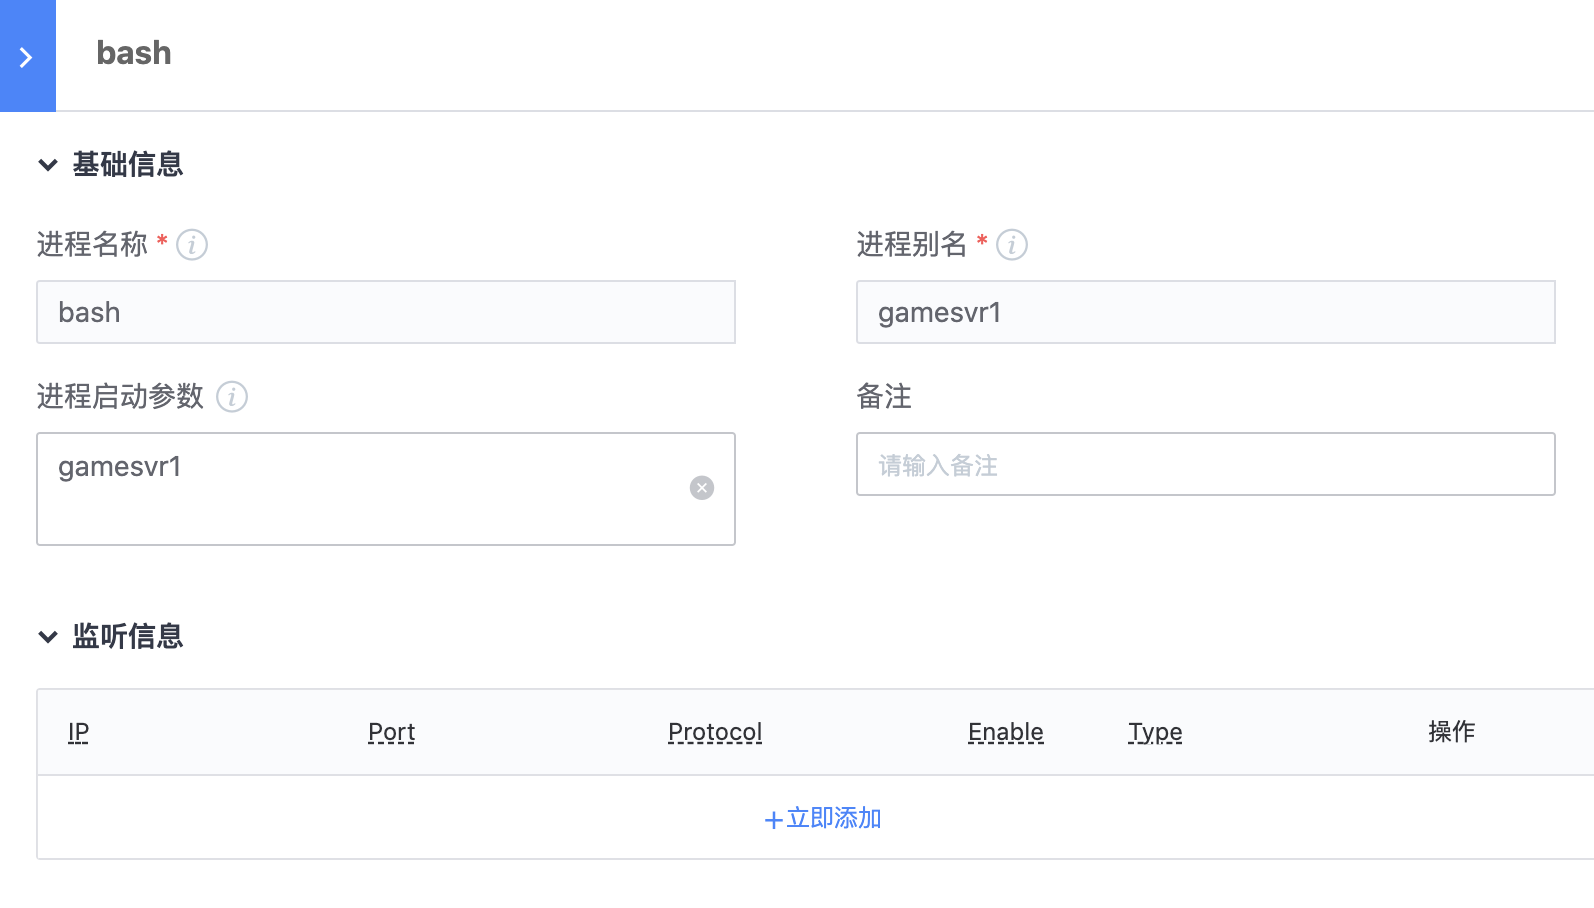 bash
基础信息
进程名称 *
进程别名 *
bash
gamesvr1
进程启动参数
备注
gamesvr1
请输入备注
监听信息
IP Port Protocol Enable Type 操作
+立即添加